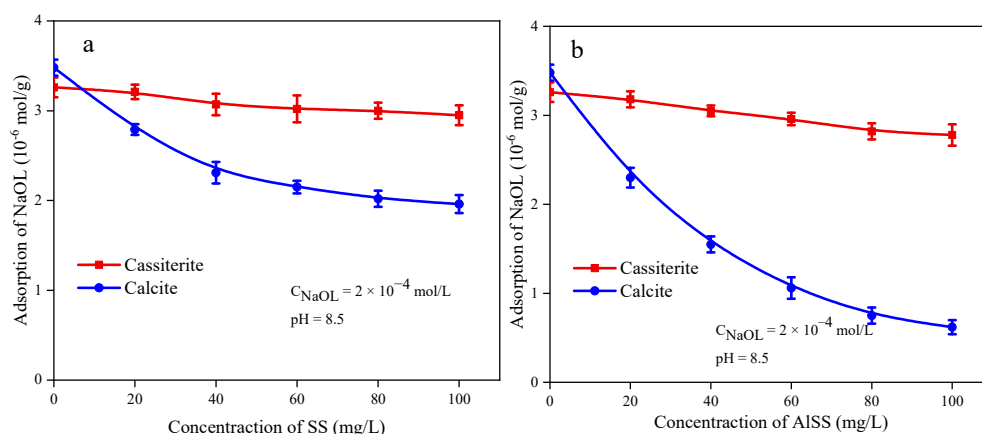 a
Adsorption of NaOL (10⁻⁶ mol/g)
4
3
2
1
0
Cassiterite
Calcite
C_NaOL = 2 × 10⁻⁴ mol/L
pH = 8.5
0 20 40 60 80 100
Concentraction of SS (mg/L)
b
Adsorption of NaOL (10⁻⁶ mol/g)
4
3
2
1
0
Cassiterite
Calcite
C_NaOL = 2 × 10⁻⁴ mol/L
pH = 8.5
0 20 40 60 80 100
Concentraction of AlSS (mg/L)